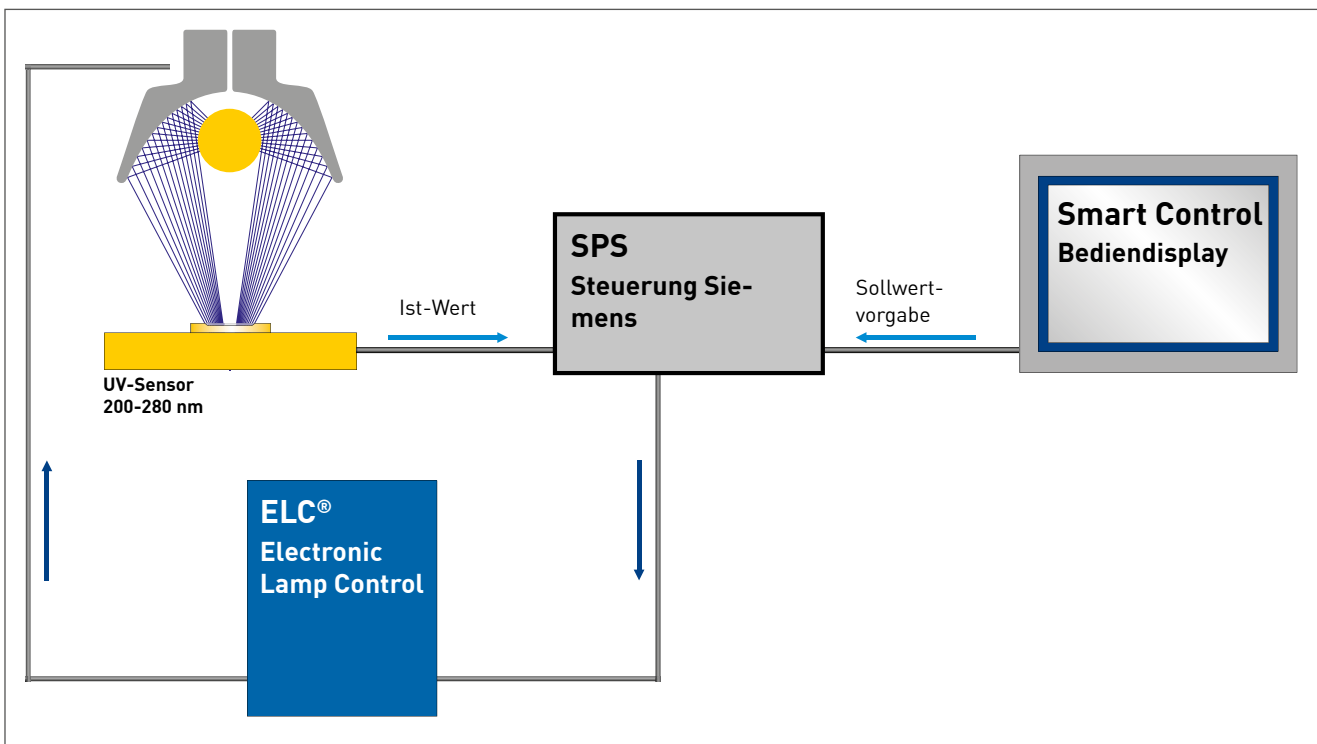 SPS
Steuerung Sie-
mens
Smart Control
Bediendisplay
Ist-Wert
Sollwert-
vorgabe
UV-Sensor
200-280 nm
ELC®
Electronic
Lamp Control